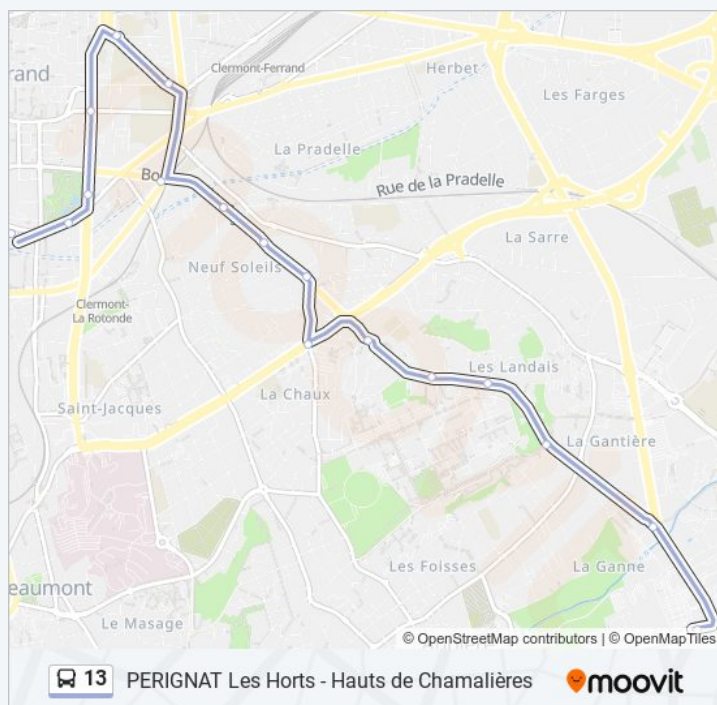 rand
Clermont-Ferrand
Herbet
Les Farges
La Pradelle
Bo
Rue de la Pradelle
La Sarre
Neuf Soleils
Clermont-
La Rotonde
Les Landais
La Chaux
Saint-Jacques
La Gantière
Les Foisses
La Ganne
eaumont
Le Masage
© OpenStreetMap contributors | © OpenMapTiles
13 PERIGNAT Les Horts - Hauts de Chamalières moovit